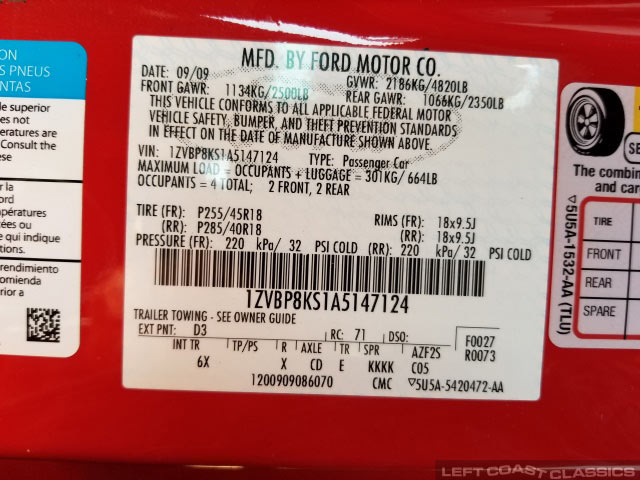 ON
S PNEUS
NTAS
le superior
oes not
eratures are
Consult the
r la
pératures
tées ou
ui indique
rendimiento
omienda
rior a
MFD. BY FORD MOTOR CO.
DATE: 09/09
GVWR: 2186KG/4820LB
FRONT GAWR: 1134KG/2500LB
REAR GAWR: 1066KG/2350LB
THIS VEHICLE CONFORMS TO ALL APPLICABLE FEDERAL MOTOR
VEHICLE SAFETY, BUMPER, AND THEFT PREVENTION STANDARDS
IN EFFECT ON THE DATE OF MANUFACTURE SHOWN ABOVE.
VIN: 1ZVBP8KS1A5147124
TYPE: Passenger Car
MAXIMUM LOAD = OCCUPANTS + LUGGAGE = 301KG/ 664LB
OCCUPANTS = 4 TOTAL; 2 FRONT, 2 REAR
TIRE (FR): P255/45R18 RIMS (FR): 18x9.5J
(RR): P285/40R18 (RR): 18x9.5J
PRESSURE (FR): 220 kPa/ 32 PSI COLD (RR): 220 kPa/ 32 PSI COLD
1ZVBP8KS1A5147124
TRAILER TOWING - SEE OWNER GUIDE
EXT PNT: D3 RC: 71 DSO: F0027
R0073
INT TR TP/PS R AXLE TR SPR AZF2S
6X X CD E KKKK C05
1200909086070 CMC ▽5U5A-5420472-AA
SE
The combin
and car
TIRE
FRONT
REAR
SPARE
▽5U5A-1532-AA (TLU)
LEFT COAST CLASSICS